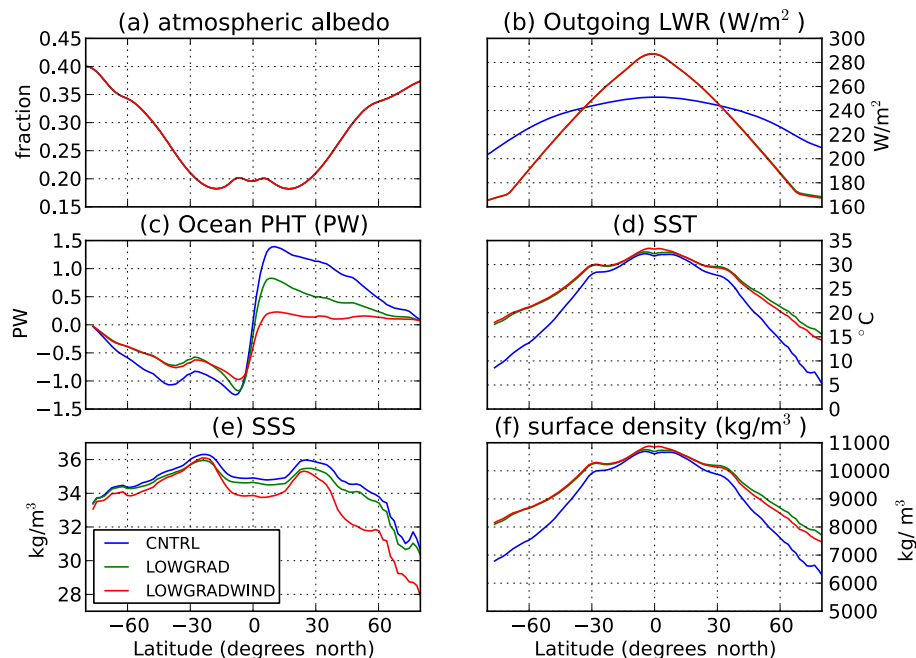 (a) atmospheric albedo
(b) Outgoing LWR (W/m²)
0.45
0.40
0.35
0.30
0.25
0.20
0.15
fraction
300
280
260
240
220
200
180
160
W/m²
(c) Ocean PHT (PW)
(d) SST
1.5
1.0
0.5
0.0
−0.5
−1.0
−1.5
PW
35
30
25
20
15
10
5
0
°C
(e) SSS
(f) surface density (kg/m³ )
36
34
32
30
28
kg/m³
CNTRL
LOWGRAD
LOWGRADWIND
11000
10000
9000
8000
7000
6000
5000
kg/ m³
−60 −30 0 30 60
Latitude (degrees north)
−60 −30 0 30 60
Latitude (degrees north)